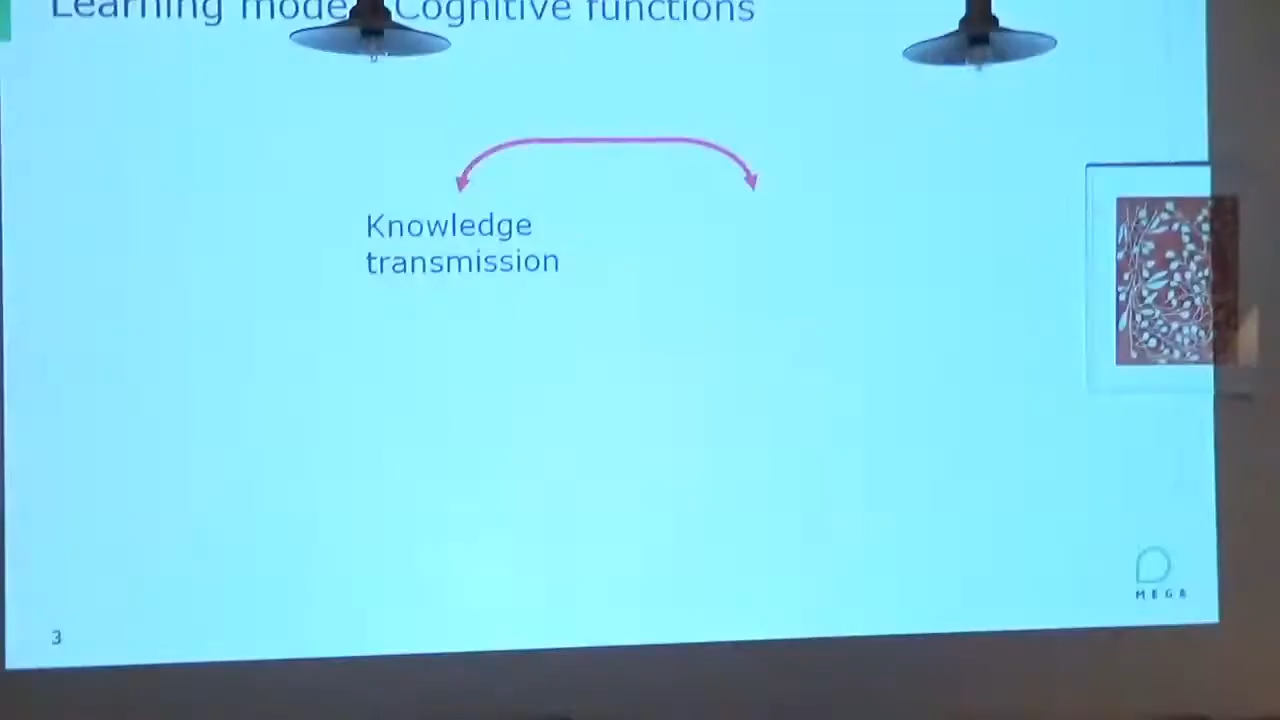 Learning mode Cognitive functions
Knowledge
transmission
MEGA
3